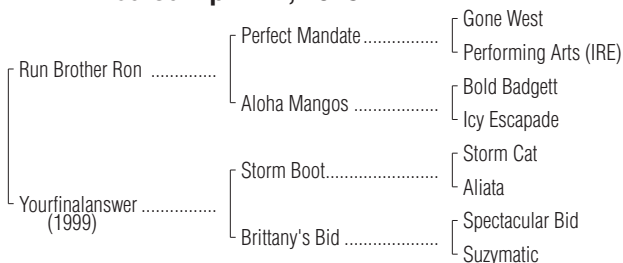 Gone West
Perfect Mandate................
Performing Arts (IRE)
Run Brother Ron ..............
Bold Badgett
Aloha Mangos ..................
Icy Escapade
Storm Cat
Storm Boot........................
Aliata
Yourfinalanswer ................
(1999)
Spectacular Bid
Brittany's Bid ....................
Suzymatic